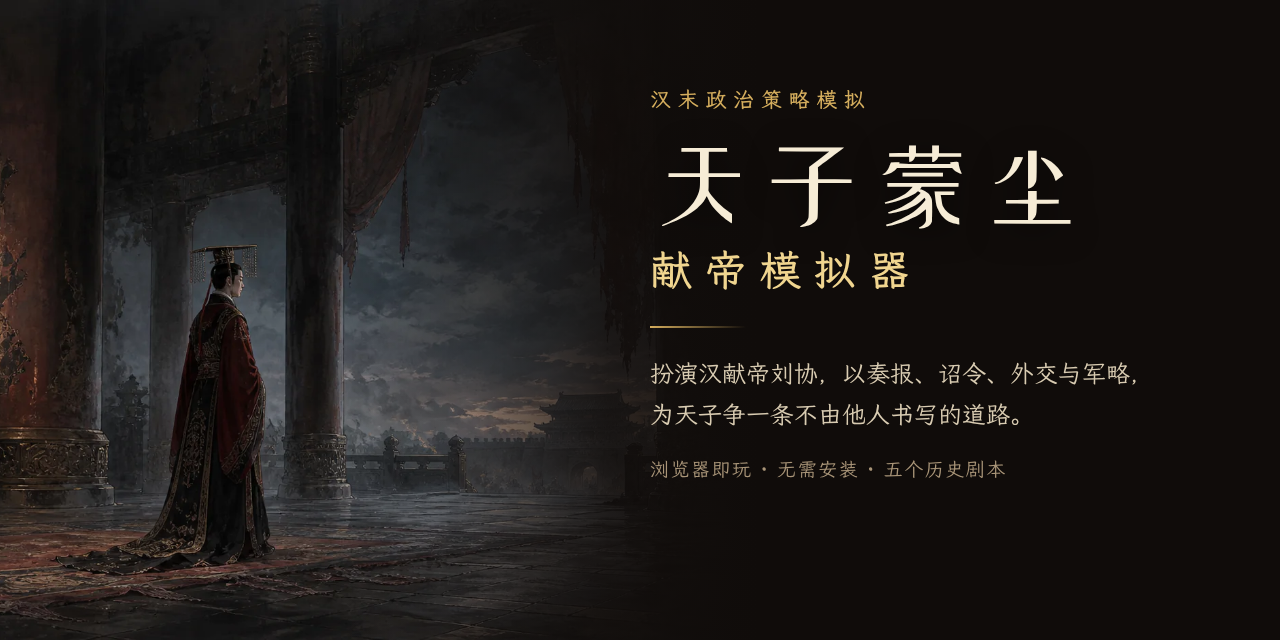 汉末政治策略模拟
天子蒙尘
献帝模拟器
扮演汉献帝刘协，以奏报、诏令、外交与军略，
为天子争一条不由他人书写的道路。
浏览器即玩 · 无需安装 · 五个历史剧本